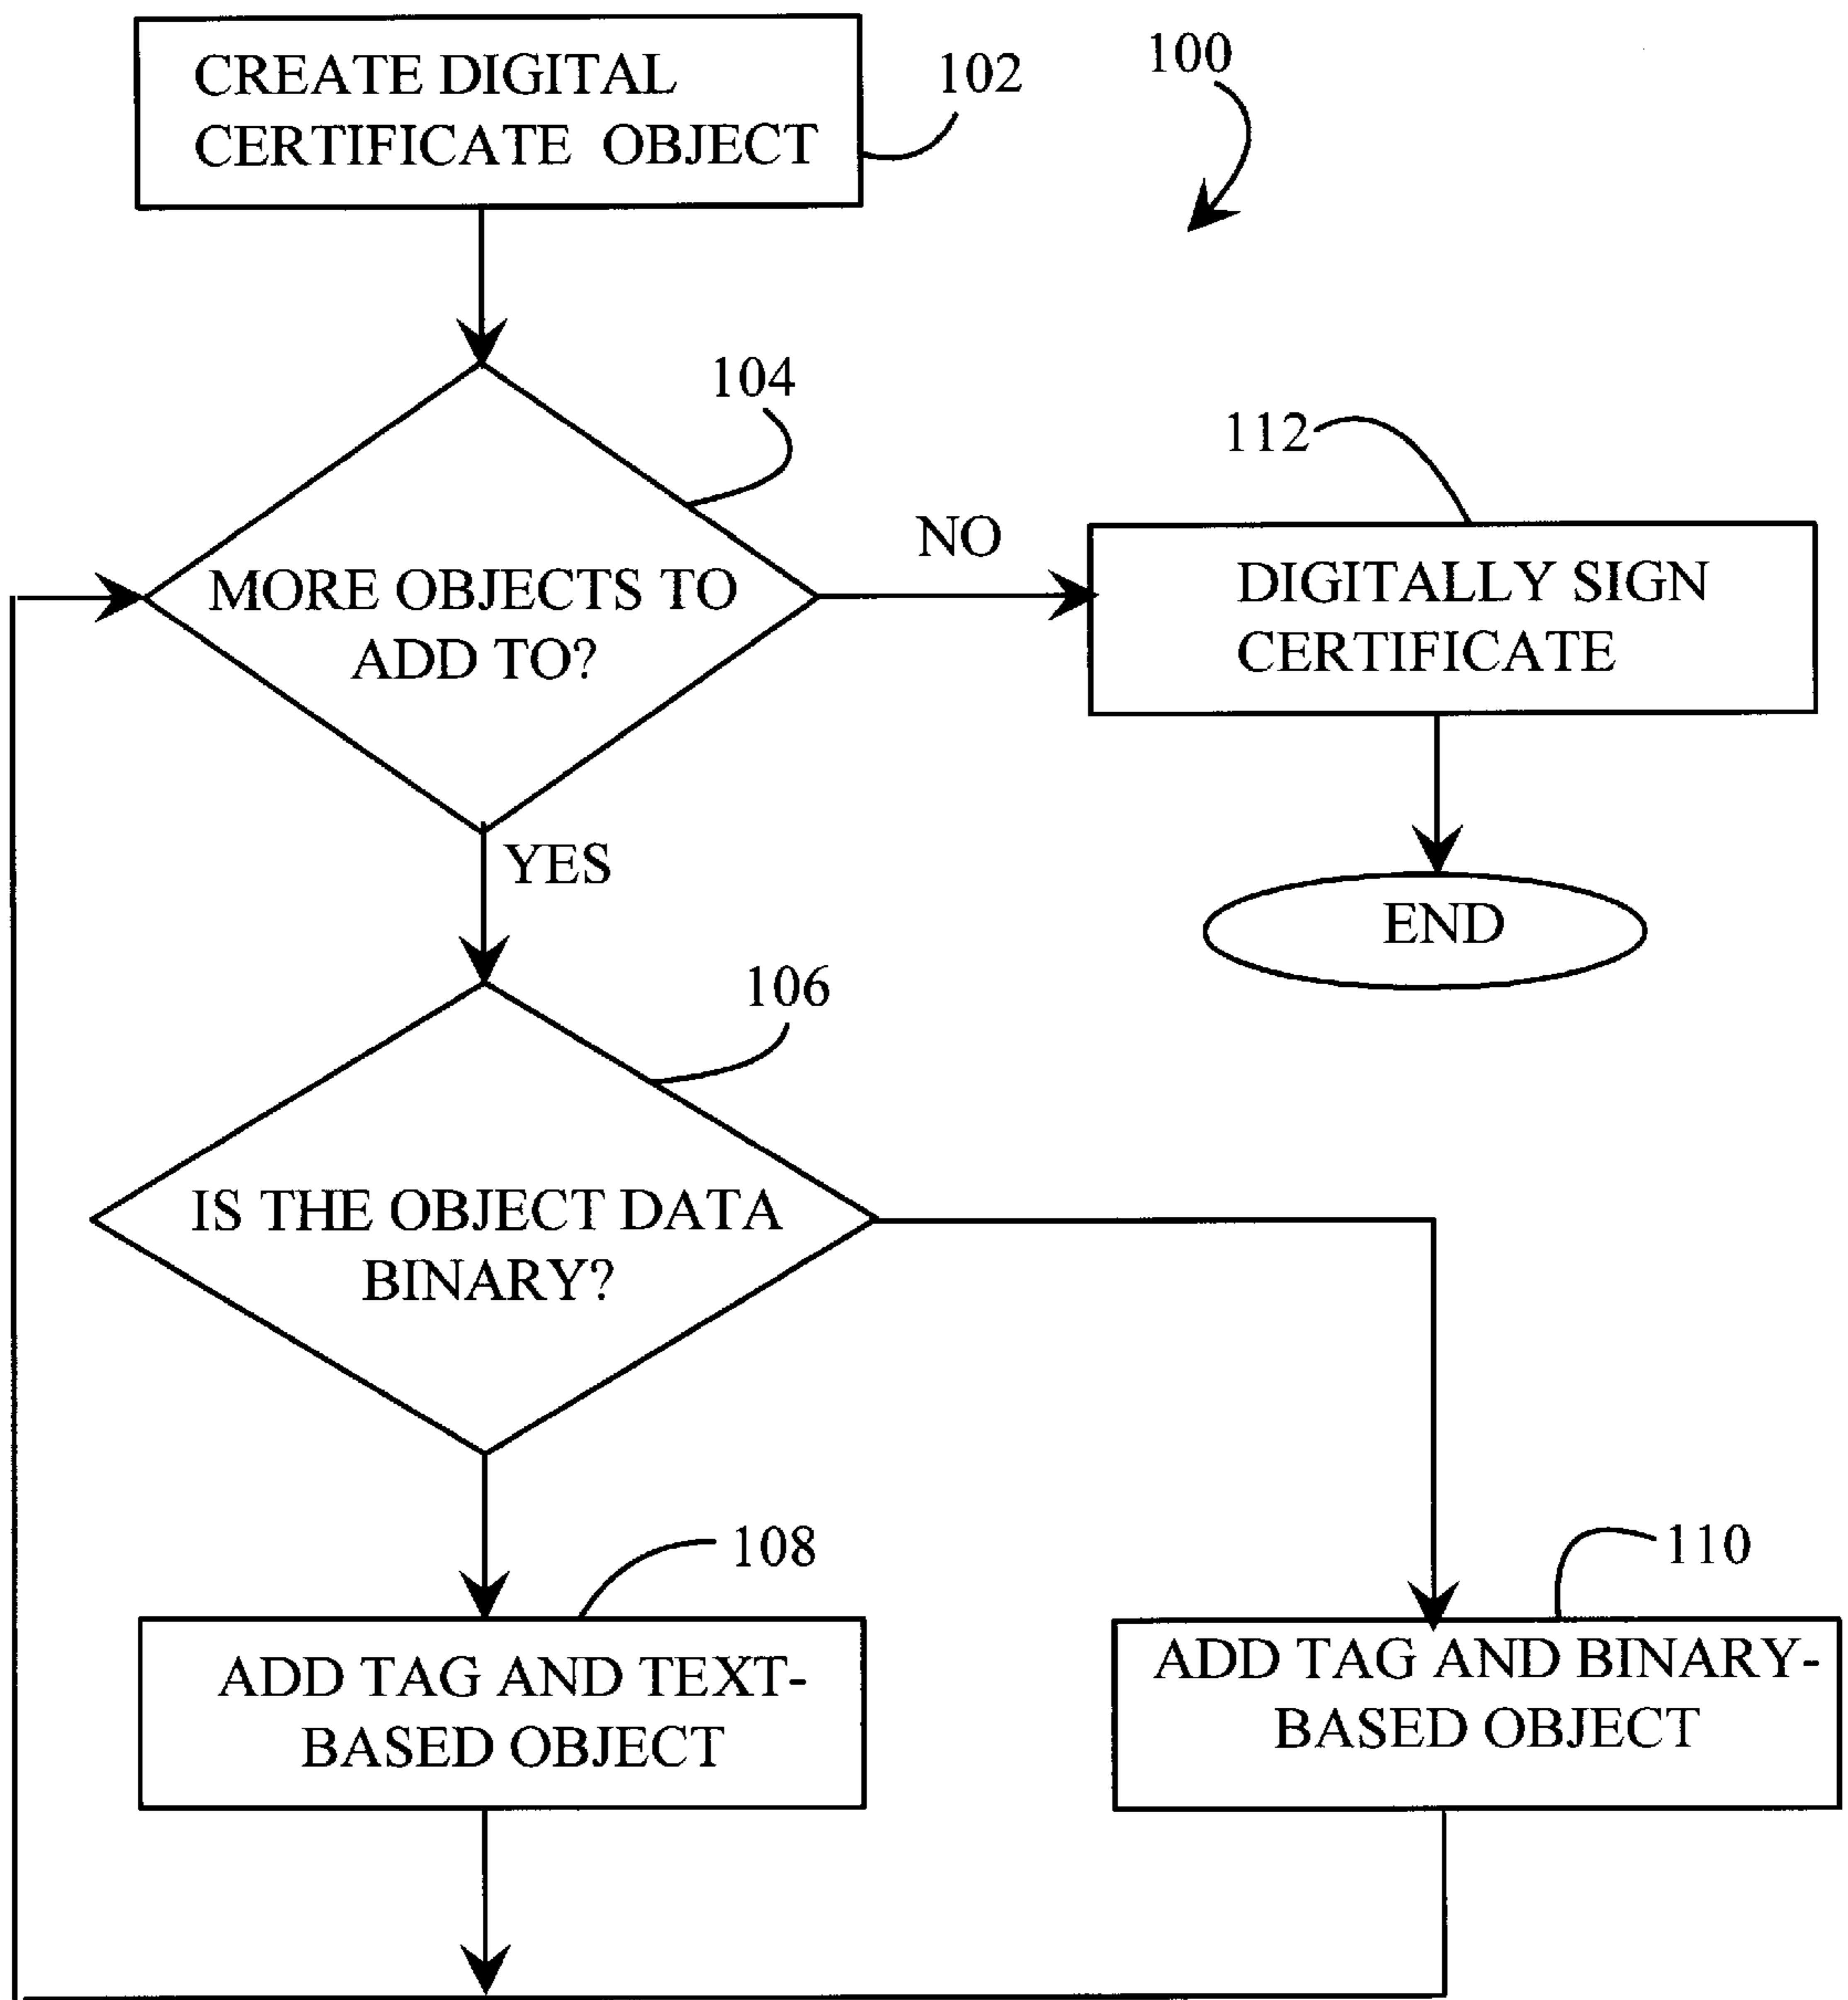 CREATE DIGITAL
CERTIFICATE OBJECT
102
100
104
MORE OBJECTS TO
ADD TO?
NO
112
DIGITALLY SIGN
CERTIFICATE
YES
END
106
IS THE OBJECT DATA
BINARY?
108
ADD TAG AND TEXT-
BASED OBJECT
110
ADD TAG AND BINARY-
BASED OBJECT